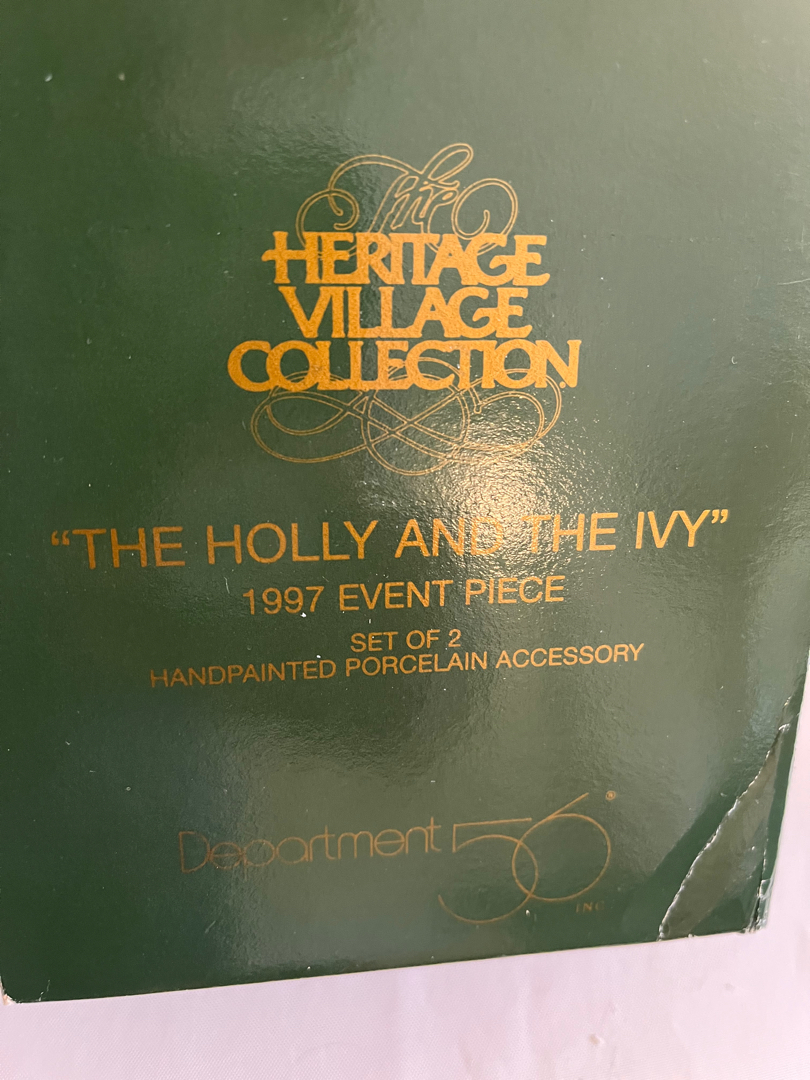 The
HERITAGE
VILLAGE
COLLECTION®
“THE HOLLY AND THE IVY”
1997 EVENT PIECE
SET OF 2
HANDPAINTED PORCELAIN ACCESSORY
Department 56®
INC